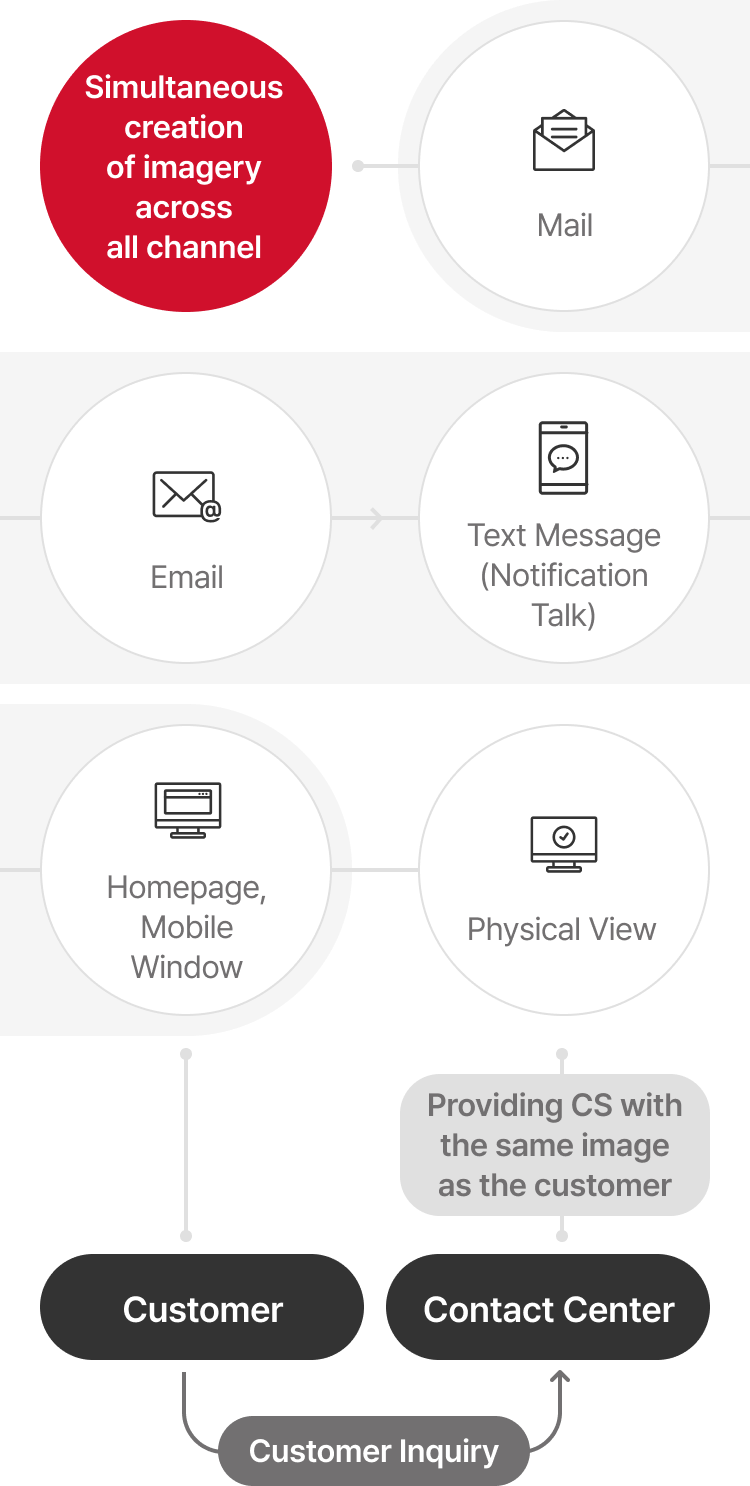 Simultaneous
creation
of imagery
across
all channel
Mail
Email
Text Message
(Notification
Talk)
Homepage,
Mobile
Window
Physical View
Providing CS with
the same image
as the customer
Customer
Contact Center
Customer Inquiry